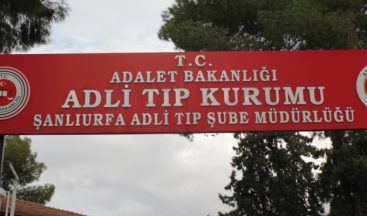 T.C.
ADALET BAKANLIĞI
ADLİ TIP KURUMU
ŞANLIURFA ADLİ TIP ŞUBE MÜDÜRLÜĞÜ